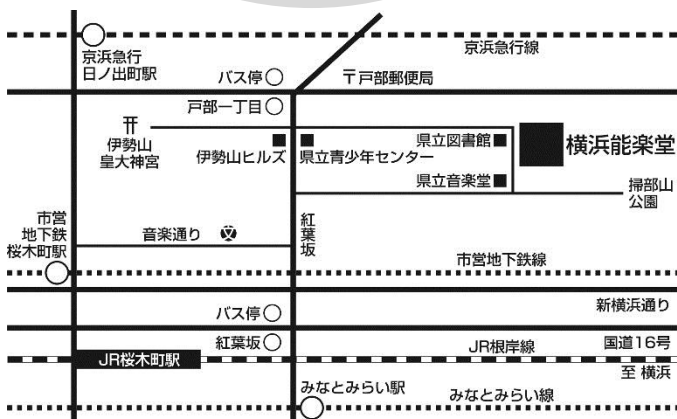 京浜急行線
京浜急行
日ノ出町駅
バス停
〒戸部郵便局
戸部一丁目
伊勢山
皇大神宮
伊勢山ヒルズ
県立青少年センター
県立図書館
横浜能楽堂
県立音楽堂
掃部山
公園
市営
地下鉄
桜木町駅
音楽通り
紅葉坂
市営地下鉄線
新横浜通り
バス停
紅葉坂
JR根岸線
国道16号
JR桜木町駅
至 横浜
みなとみらい駅
みなとみらい線